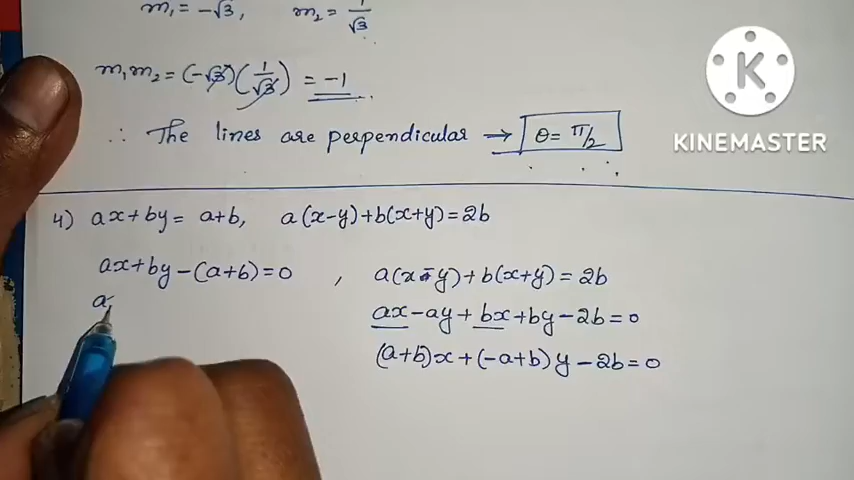 m₁ = -√3, m₂ = 1/√3
m₁m₂ = (-√3)(1/√3) = -1
∴ The lines are perpendicular → θ = π/2
4) ax+by = a+b, a(x-y)+b(x+y) = 2b
ax+by-(a+b)=0 , a(x-y)+b(x+y) = 2b
a ax-ay+bx+by-2b=0
(a+b)x+(-a+b)y-2b=0
K
KINEMASTER